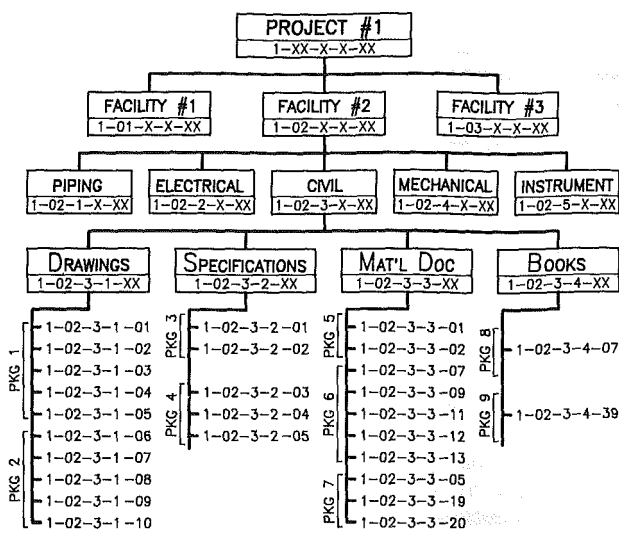 PROJECT #1
1-XX-X-X-XX
FACILITY #1
1-01-X-X-XX
FACILITY #2
1-02-X-X-XX
FACILITY #3
1-03-X-X-XX
PIPING
1-02-1-X-XX
ELECTRICAL
1-02-2-X-XX
CIVIL
1-02-3-X-XX
MECHANICAL
1-02-4-X-XX
INSTRUMENT
1-02-5-X-XX
DRAWINGS
1-02-3-1-XX
PKG 1
1-02-3-1-01
1-02-3-1-02
1-02-3-1-03
1-02-3-1-04
1-02-3-1-05
PKG 2
1-02-3-1-06
1-02-3-1-07
1-02-3-1-08
1-02-3-1-09
1-02-3-1-10
SPECIFICATIONS
1-02-3-2-XX
PKG 3
1-02-3-2-01
1-02-3-2-02
PKG 4
1-02-3-2-03
1-02-3-2-04
1-02-3-2-05
MAT'L DOC
1-02-3-3-XX
PKG 5
1-02-3-3-01
1-02-3-3-02
PKG 6
1-02-3-3-07
1-02-3-3-09
1-02-3-3-11
1-02-3-3-12
1-02-3-3-13
PKG 7
1-02-3-3-05
1-02-3-3-19
1-02-3-3-20
BOOKS
1-02-3-4-XX
PKG 8
1-02-3-4-07
PKG 9
1-02-3-4-39